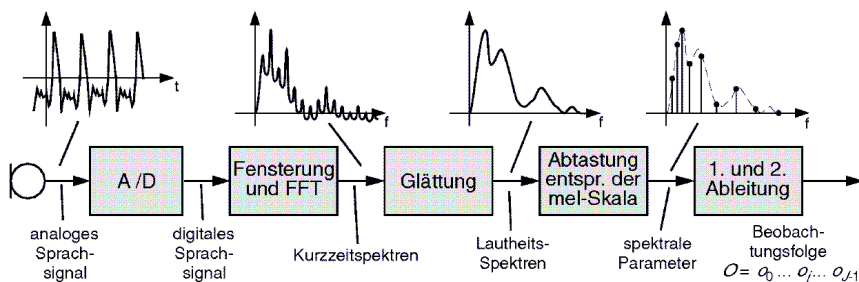 t
f
f
f
A/D
Fensterung
und FFT
Glättung
Abtastung
entspr. der
mel-Skala
1. und 2.
Ableitung
analoges
Sprach-
signal
digitales
Sprach-
signal
Kurzzeitspektren
Lautheits-
Spektren
spektrale
Parameter
Beobach-
tungsfolge
O = o0 ... oi ... oJ-1